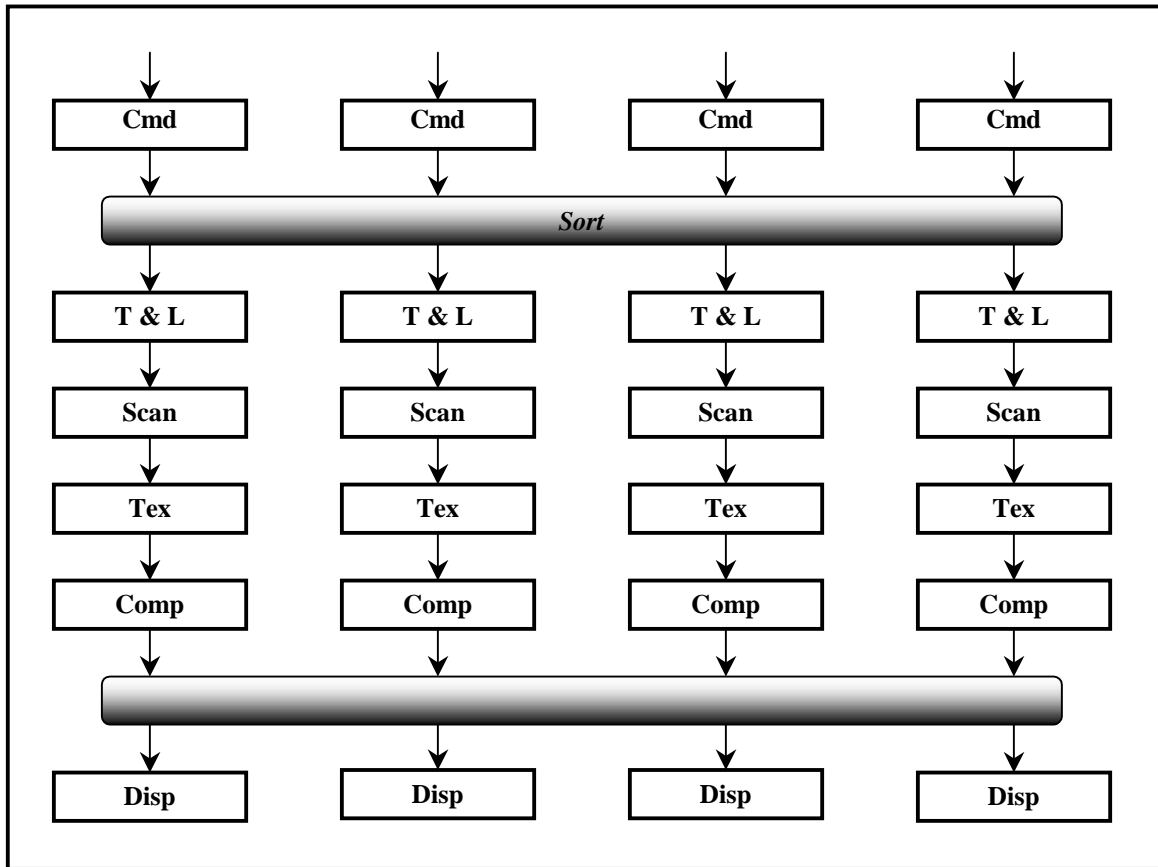 Cmd Cmd Cmd Cmd
Sort
T & L T & L T & L T & L
Scan Scan Scan Scan
Tex Tex Tex Tex
Comp Comp Comp Comp
Disp Disp Disp Disp